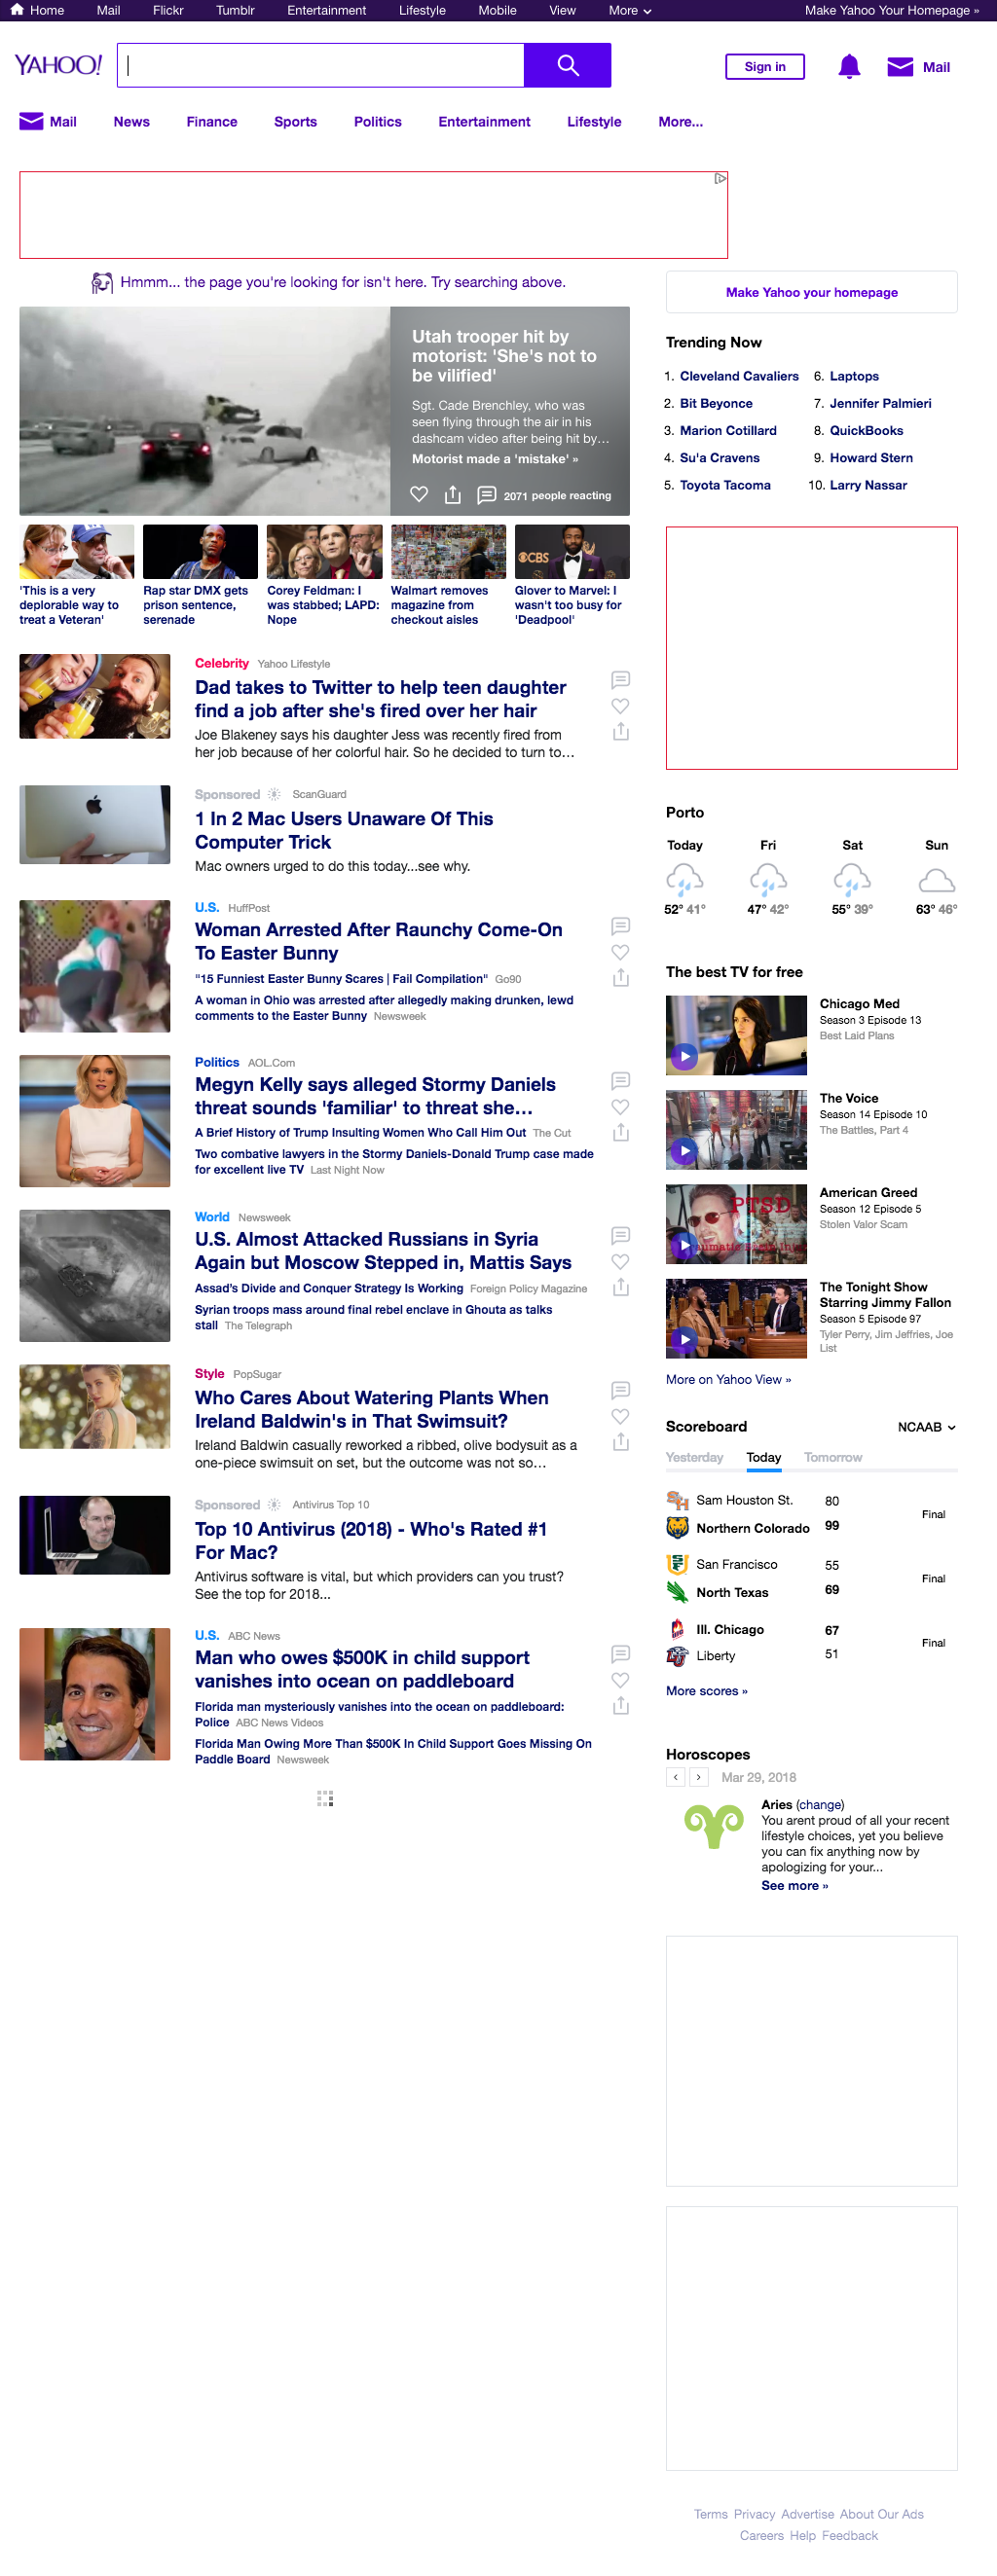 Home Mail Flickr Tumblr Entertainment Lifestyle Mobile View More Make Yahoo Your Homepage »
YAHOO!
Sign in
Mail
Mail News Finance Sports Politics Entertainment Lifestyle More...
Hmmm... the page you're looking for isn't here. Try searching above.
Utah trooper hit by
motorist: 'She's not to
be vilified'
Sgt. Cade Brenchley, who was
seen flying through the air in his
dashcam video after being hit by…
Motorist made a 'mistake' »
2071 people reacting
'This is a very
deplorable way to
treat a Veteran'
Rap star DMX gets
prison sentence,
serenade
Corey Feldman: I
was stabbed; LAPD:
Nope
Walmart removes
magazine from
checkout aisles
CBS
Glover to Marvel: I
wasn't too busy for
'Deadpool'
Celebrity Yahoo Lifestyle
Dad takes to Twitter to help teen daughter
find a job after she's fired over her hair
Joe Blakeney says his daughter Jess was recently fired from
her job because of her colorful hair. So he decided to turn to…
Sponsored ScanGuard
1 In 2 Mac Users Unaware Of This
Computer Trick
Mac owners urged to do this today...see why.
U.S. HuffPost
Woman Arrested After Raunchy Come-On
To Easter Bunny
"15 Funniest Easter Bunny Scares | Fail Compilation" Go90
A woman in Ohio was arrested after allegedly making drunken, lewd
comments to the Easter Bunny Newsweek
Politics AOL.Com
Megyn Kelly says alleged Stormy Daniels
threat sounds 'familiar' to threat she…
A Brief History of Trump Insulting Women Who Call Him Out The Cut
Two combative lawyers in the Stormy Daniels-Donald Trump case made
for excellent live TV Last Night Now
World Newsweek
U.S. Almost Attacked Russians in Syria
Again but Moscow Stepped in, Mattis Says
Assad's Divide and Conquer Strategy Is Working Foreign Policy Magazine
Syrian troops mass around final rebel enclave in Ghouta as talks
stall The Telegraph
Style PopSugar
Who Cares About Watering Plants When
Ireland Baldwin's in That Swimsuit?
Ireland Baldwin casually reworked a ribbed, olive bodysuit as a
one-piece swimsuit on set, but the outcome was not so…
Sponsored Antivirus Top 10
Top 10 Antivirus (2018) - Who's Rated #1
For Mac?
Antivirus software is vital, but which providers can you trust?
See the top for 2018...
U.S. ABC News
Man who owes $500K in child support
vanishes into ocean on paddleboard
Florida man mysteriously vanishes into the ocean on paddleboard:
Police ABC News Videos
Florida Man Owing More Than $500K In Child Support Goes Missing On
Paddle Board Newsweek
Make Yahoo your homepage
Trending Now
1. Cleveland Cavaliers
2. Bit Beyonce
3. Marion Cotillard
4. Su'a Cravens
5. Toyota Tacoma
6. Laptops
7. Jennifer Palmieri
8. QuickBooks
9. Howard Stern
10. Larry Nassar
Porto
Today Fri Sat Sun
52° 41° 47° 42° 55° 39° 63° 46°
The best TV for free
Chicago Med
Season 3 Episode 13
Best Laid Plans
The Voice
Season 14 Episode 10
The Battles, Part 4
PTSD
American Greed
Season 12 Episode 5
Stolen Valor Scam
The Tonight Show
Starring Jimmy Fallon
Season 5 Episode 97
Tyler Perry, Jim Jeffries, Joe
List
More on Yahoo View »
Scoreboard NCAAB
Yesterday Today Tomorrow
Sam Houston St. 80
Final
Northern Colorado 99
San Francisco 55
Final
North Texas 69
Ill. Chicago 67
Final
Liberty 51
More scores »
Horoscopes
Mar 29, 2018
Aries (change)
You arent proud of all your recent
lifestyle choices, yet you believe
you can fix anything now by
apologizing for your...
See more »
Terms Privacy Advertise About Our Ads
Careers Help Feedback